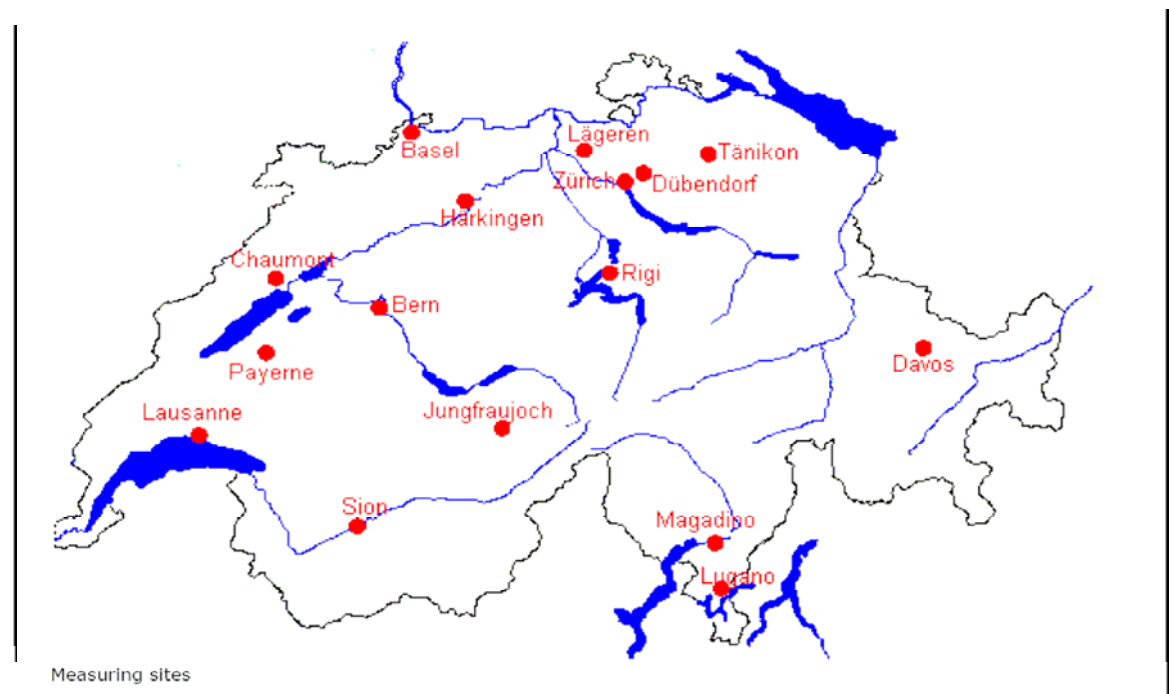 Lägeren
Basel
Tänikon
Zürich
Dübendorf
Härkingen
Chaumont
Rigi
Bern
Davos
Payerne
Lausanne
Jungfraujoch
Sion
Magadino
Lugano
Measuring sites